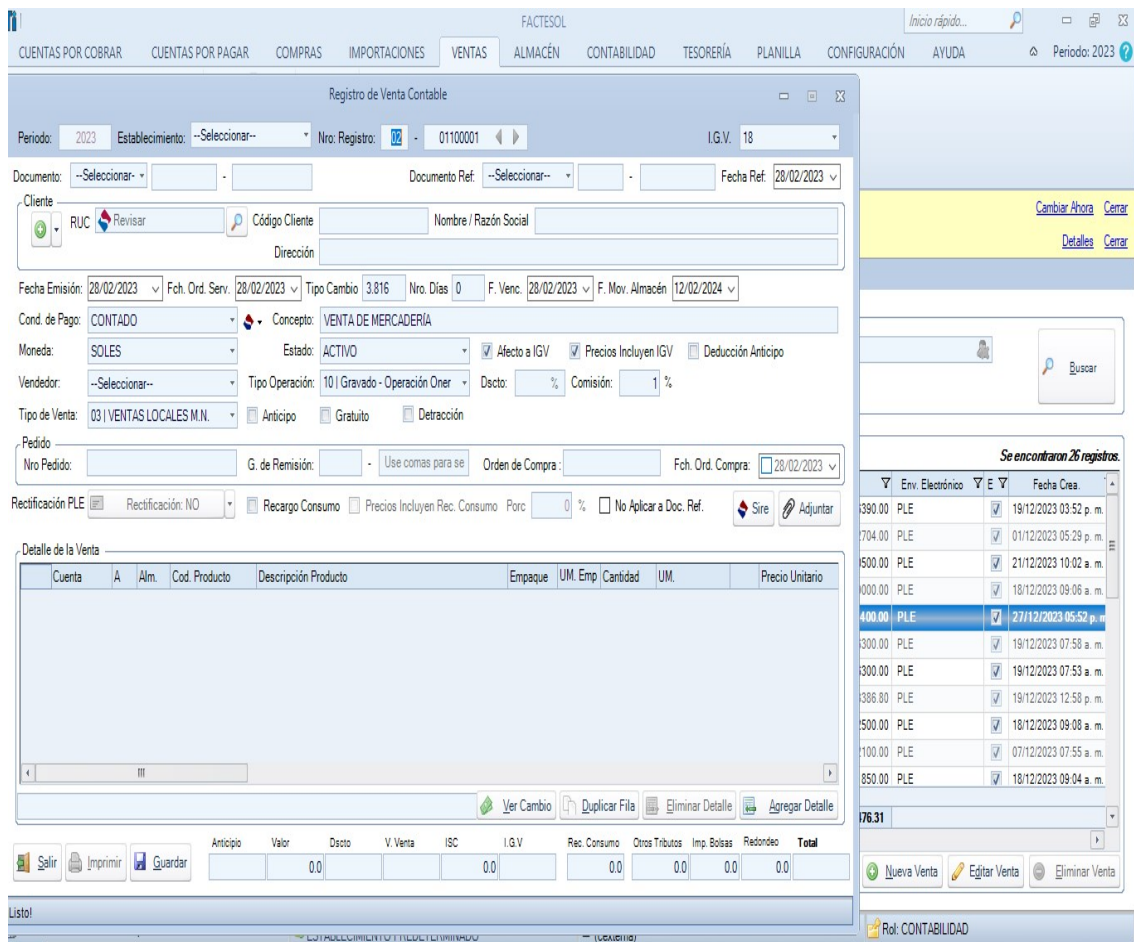 FACTESOL
Inicio rápido...
CUENTAS POR COBRAR CUENTAS POR PAGAR COMPRAS IMPORTACIONES VENTAS ALMACÉN CONTABILIDAD TESORERÍA PLANILLA CONFIGURACIÓN AYUDA Periodo: 2023
Registro de Venta Contable
Periodo: 2023 Establecimiento: --Seleccionar-- Nro: Registro: 02 - 01100001 I.G.V. 18
Documento: --Seleccionar- - Documento Ref: --Seleccionar-- - Fecha Ref: 28/02/2023
Cliente
RUC Revisar Código Cliente Nombre / Razón Social
Dirección
Cambiar Ahora Cerrar
Detalles Cerrar
Fecha Emisión: 28/02/2023 Fch. Ord. Serv. 28/02/2023 Tipo Cambio 3.816 Nro. Días 0 F. Venc. 28/02/2023 F. Mov. Almacén 12/02/2024
Cond. de Pago: CONTADO Concepto: VENTA DE MERCADERÍA
Moneda: SOLES Estado: ACTIVO Afecto a IGV Precios Incluyen IGV Deducción Anticipo
Buscar
Vendedor: --Seleccionar-- Tipo Operación: 10 | Gravado - Operación Oner Dscto: % Comisión: 1 %
Tipo de Venta: 03 | VENTAS LOCALES M.N. Anticipo Gratuito Detracción
Pedido
Nro Pedido: G. de Remisión: - Use comas para se Orden de Compra : Fch. Ord. Compra: 28/02/2023
Rectificación PLE Rectificación: NO Recargo Consumo Precios Incluyen Rec. Consumo Porc 0 % No Aplicar a Doc. Ref. Sire Adjuntar
Se encontraron 26 registros.
Env. Electrónico E Fecha Crea.
390.00 PLE 19/12/2023 03:52 p. m.
704.00 PLE 01/12/2023 05:29 p. m.
500.00 PLE 21/12/2023 10:02 a. m.
000.00 PLE 18/12/2023 09:06 a. m.
400.00 PLE 27/12/2023 05:52 p. m
300.00 PLE 19/12/2023 07:58 a. m.
300.00 PLE 19/12/2023 07:53 a. m.
386.80 PLE 19/12/2023 12:58 p. m.
500.00 PLE 18/12/2023 09:08 a. m.
100.00 PLE 07/12/2023 07:55 a. m.
850.00 PLE 18/12/2023 09:04 a. m.
476.31
Detalle de la Venta
Cuenta A Alm. Cod. Producto Descripción Producto Empaque UM. Emp Cantidad UM. Precio Unitario
Ver Cambio Duplicar Fila Eliminar Detalle Agregar Detalle
Salir Imprimir Guardar
Anticipio Valor Dscto V. Venta ISC I.G.V Rec. Consumo Otros Tributos Imp. Bolsas Redondeo Total
0.0 0.0 0.0 0.0 0.0 0.0
Nueva Venta Editar Venta Eliminar Venta
Listo!
ESTABLECIMIENTO PREDETERMINADO (cexterna)
Rol: CONTABILIDAD